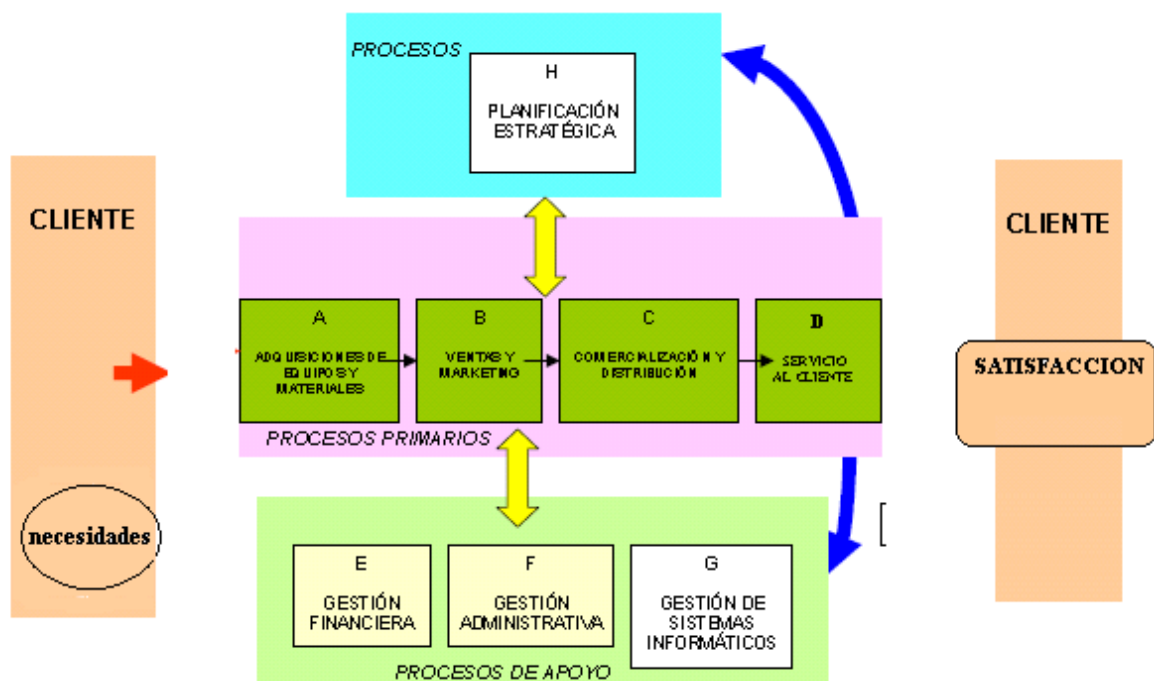 PROCESOS
H
PLANIFICACIÓN
ESTRATÉGICA
CLIENTE
necesidades
A
ADQUISICIONES DE
EQUIPOS Y
MATERIALES
B
VENTAS Y
MARKETING
C
COMERCIALIZACIÓN Y
DISTRIBUCIÓN
D
SERVICIO
AL CLIENTE
PROCESOS PRIMARIOS
E
GESTIÓN
FINANCIERA
F
GESTIÓN
ADMINISTRATIVA
G
GESTIÓN DE
SISTEMAS
INFORMÁTICOS
PROCESOS DE APOYO
CLIENTE
SATISFACCION